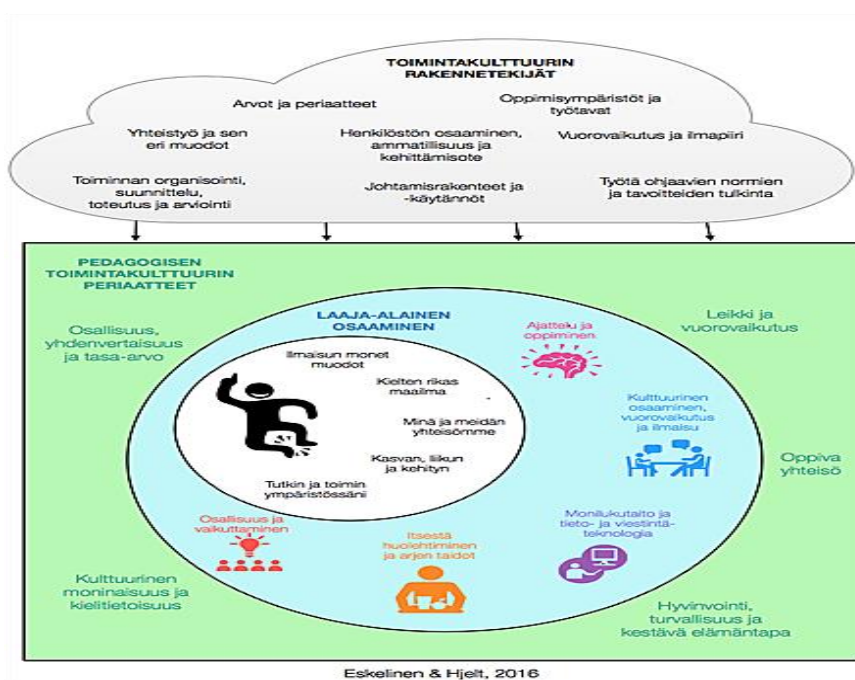 TOIMINTAKULTTUURIN
RAKENNETEKIJÄT
Arvot ja periaatteet
Oppimisympäristöt ja
työtavat
Yhteistyö ja sen
eri muodot
Henkilöstön osaaminen,
ammatillisuus ja
kehittämisote
Vuorovaikutus ja ilmapiiri
Toiminnan organisointi,
suunnittelu,
toteutus ja arviointi
Johtamisrakenteet ja
-käytännöt
Työtä ohjaavien normien
ja tavoitteiden tulkinta
PEDAGOGISEN
TOIMINTAKULTTUURIN
PERIAATTEET
Osallisuus,
yhdenvertaisuus
ja tasa-arvo
LAAJA-ALAINEN
OSAAMINEN
Ajattelu ja
oppiminen
Leikki ja
vuorovaikutus
Ilmaisun monet
muodot
Kielten rikas
maailma
Minä ja meidän
yhteisömme
Kasvan, liikun
ja kehityn
Tutkin ja toimin
ympäristössäni
Kulttuurinen
osaaminen,
vuorovaikutus
ja ilmaisu
Oppiva
yhteisö
Osallisuus ja
vaikuttaminen
Itsestä
huolehtiminen
ja arjen taidot
Monilukutaito ja
tieto- ja viestintä-
teknologia
Kulttuurinen
moninaisuus ja
kielitietoisuus
Hyvinvointi,
turvallisuus ja
kestävä elämäntapa
Eskelinen & Hjelt, 2016